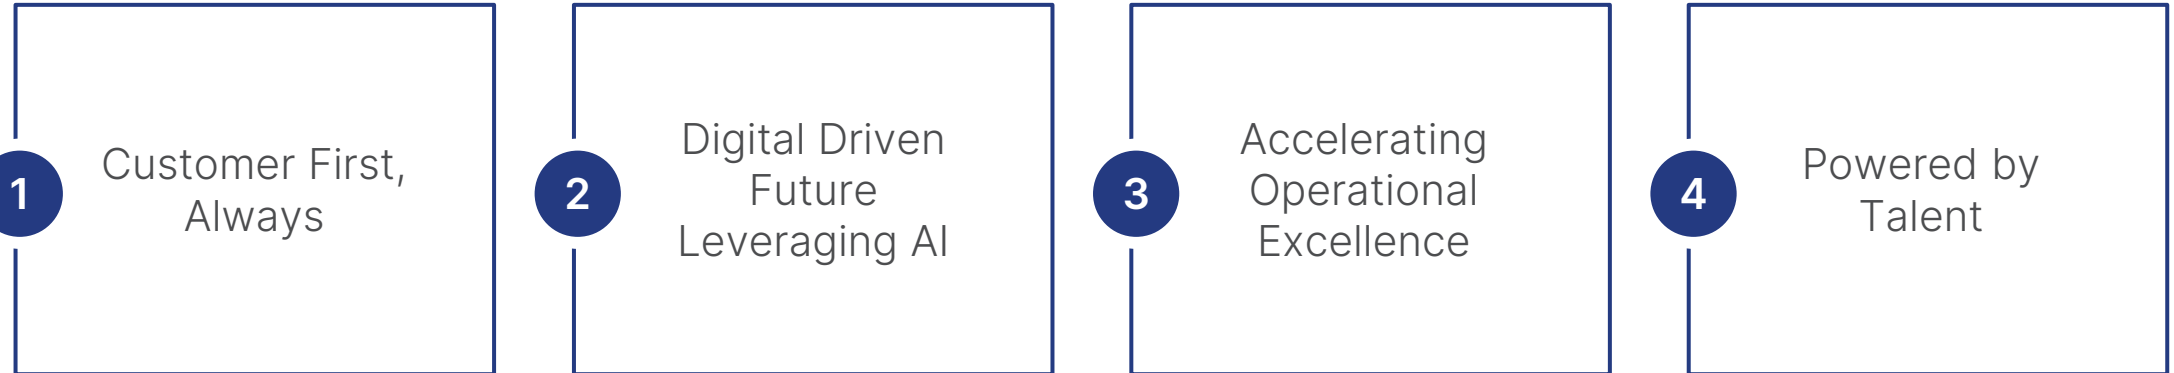 1
Customer First,
Always
2
Digital Driven
Future
Leveraging AI
3
Accelerating
Operational
Excellence
4
Powered by
Talent